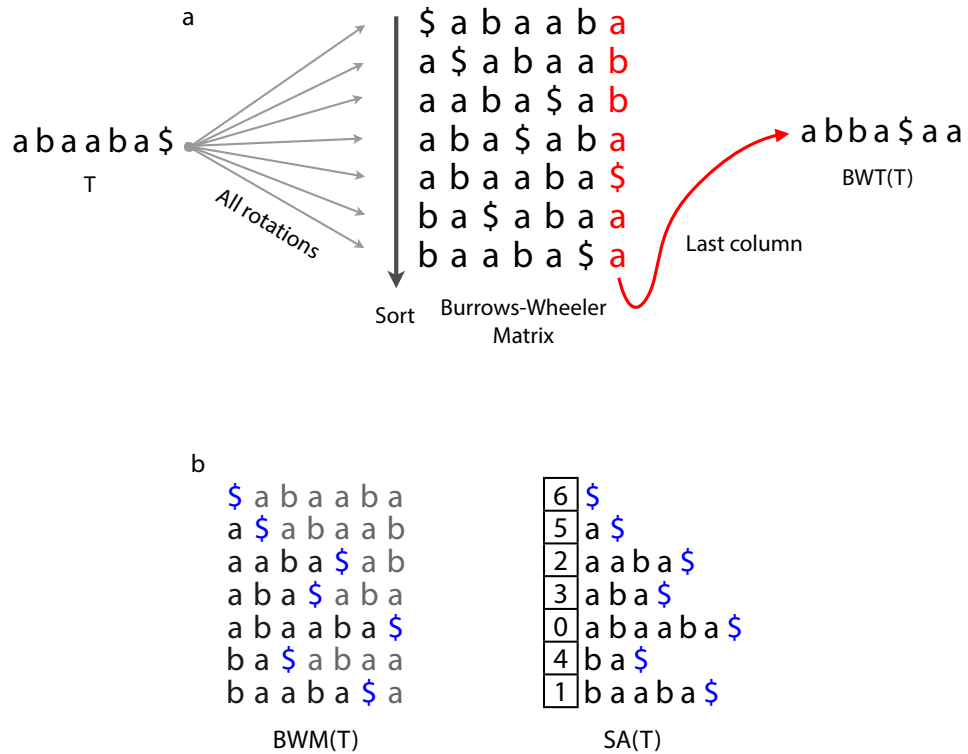 a
$ a b a a b a
a $ a b a a b
a a b a $ a b
a b a $ a b a
a b a a b a $
b a $ a b a a
b a a b a $ a
a b a a b a $
T
All rotations
Sort
Burrows-Wheeler
Matrix
Last column
a b b a $ a a
BWT(T)
b
$ a b a a b a
a $ a b a a b
a a b a $ a b
a b a $ a b a
a b a a b a $
b a $ a b a a
b a a b a $ a
BWM(T)
6 $
5 a $
2 a a b a $
3 a b a $
0 a b a a b a $
4 b a $
1 b a a b a $
SA(T)